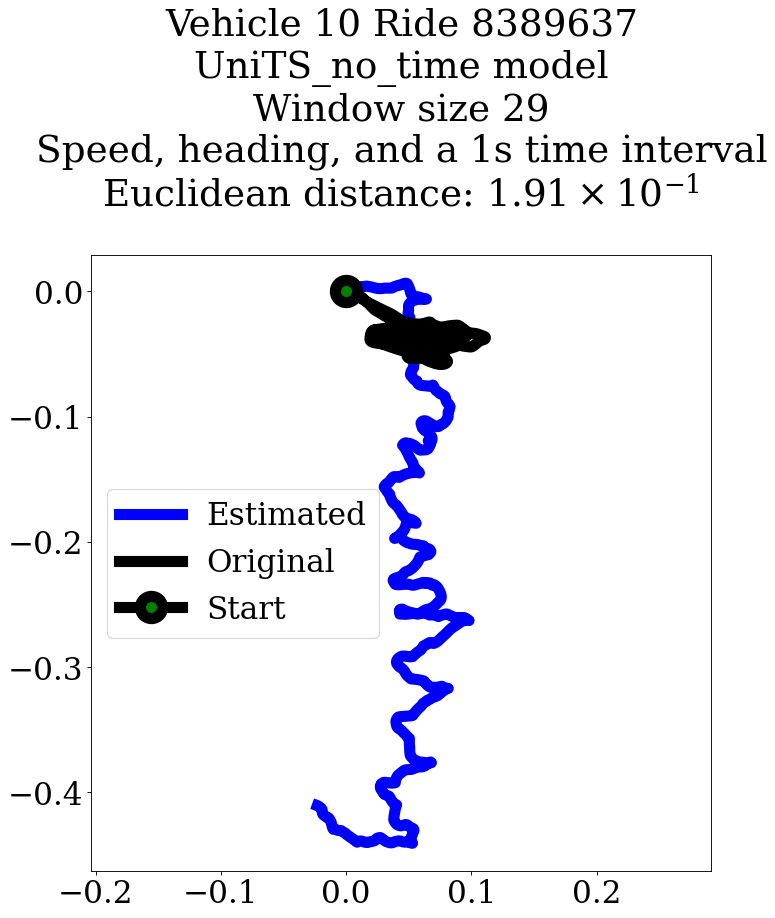 Vehicle 10 Ride 8389637
UniTS_no_time model
Window size 29
Speed, heading, and a 1s time interval
Euclidean distance: 1.91 × 10⁻¹
0.0
−0.1
−0.2
−0.3
−0.4
Estimated
Original
Start
−0.2 −0.1 0.0 0.1 0.2